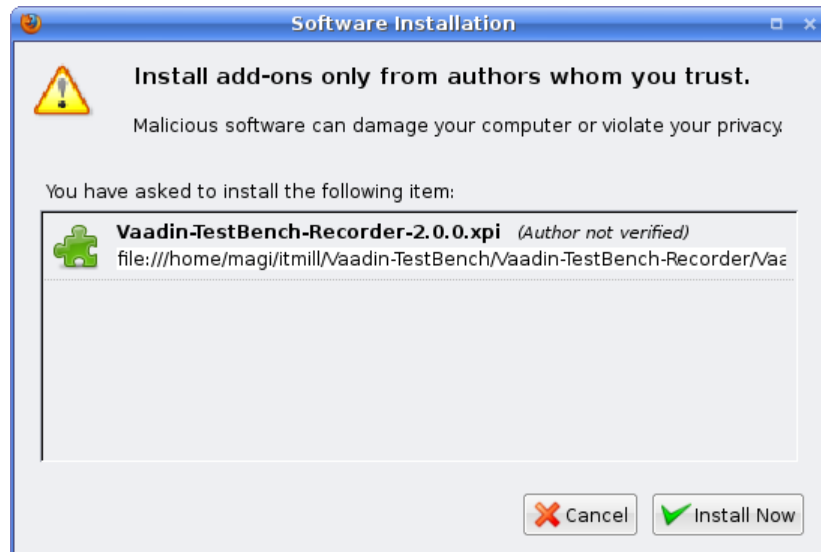 Software Installation
Install add-ons only from authors whom you trust.
Malicious software can damage your computer or violate your privacy.
You have asked to install the following item:
Vaadin-TestBench-Recorder-2.0.0.xpi (Author not verified)
file:///home/magi/itmill/Vaadin-TestBench/Vaadin-TestBench-Recorder/Vaa
Cancel
Install Now